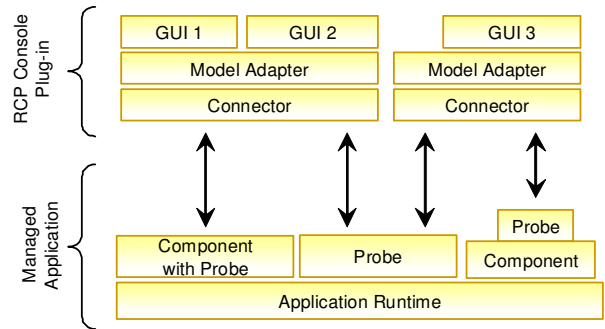 RCP Console
Plug-in
GUI 1
GUI 2
GUI 3
Model Adapter
Model Adapter
Connector
Connector
Managed
Application
Component
with Probe
Probe
Probe
Component
Application Runtime